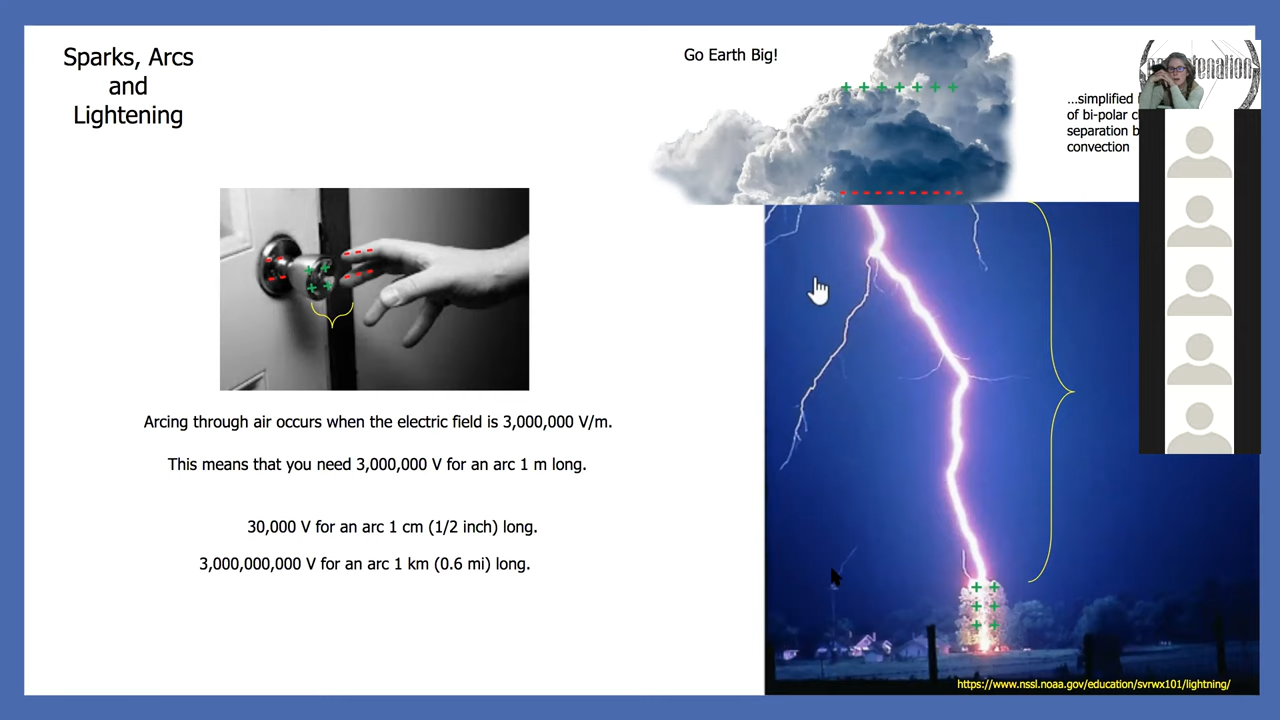 Sparks, Arcs
and
Lightening
Go Earth Big!
…simplified
of bi-polar
separation
convection
Arcing through air occurs when the electric field is 3,000,000 V/m.
This means that you need 3,000,000 V for an arc 1 m long.
30,000 V for an arc 1 cm (1/2 inch) long.
3,000,000,000 V for an arc 1 km (0.6 mi) long.
https://www.nssl.noaa.gov/education/svrwx101/lightning/